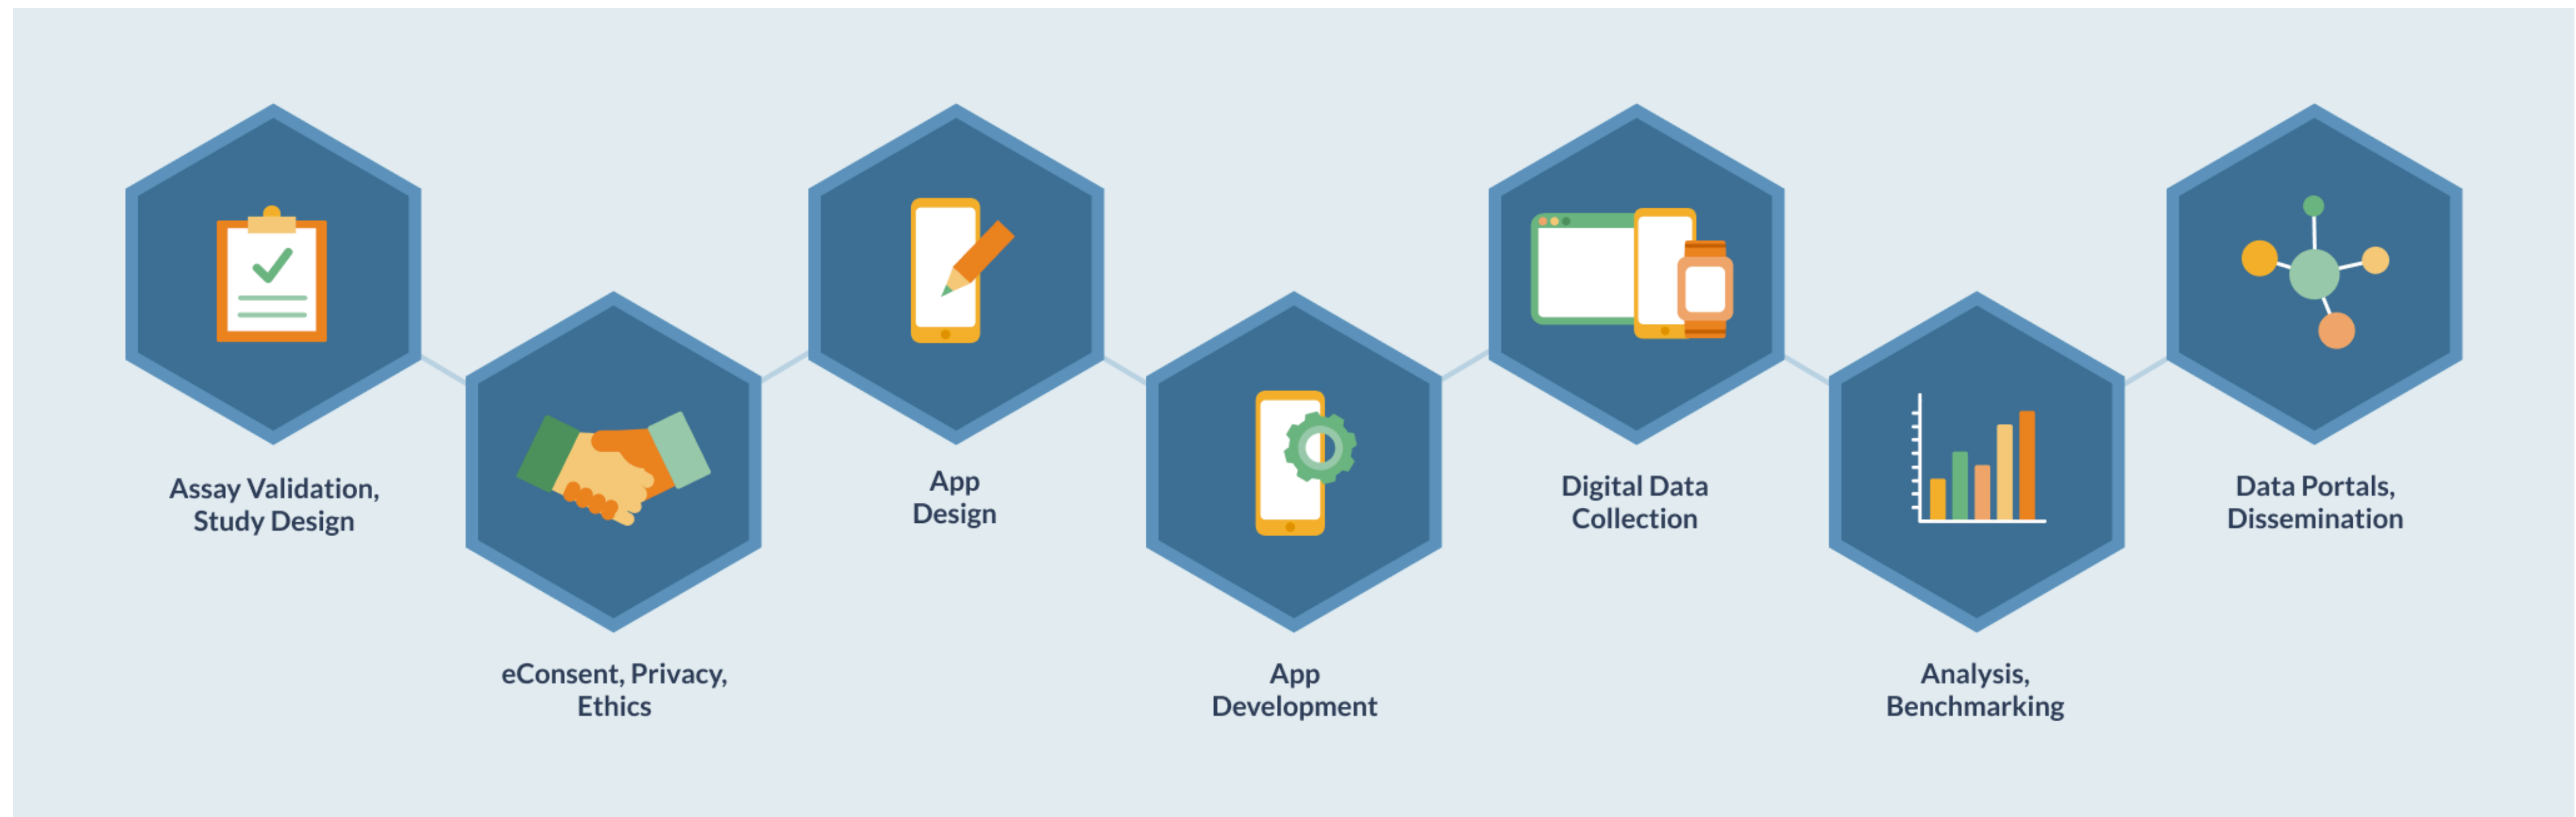 Assay Validation,
Study Design
eConsent, Privacy,
Ethics
App
Design
App
Development
Digital Data
Collection
Analysis,
Benchmarking
Data Portals,
Dissemination